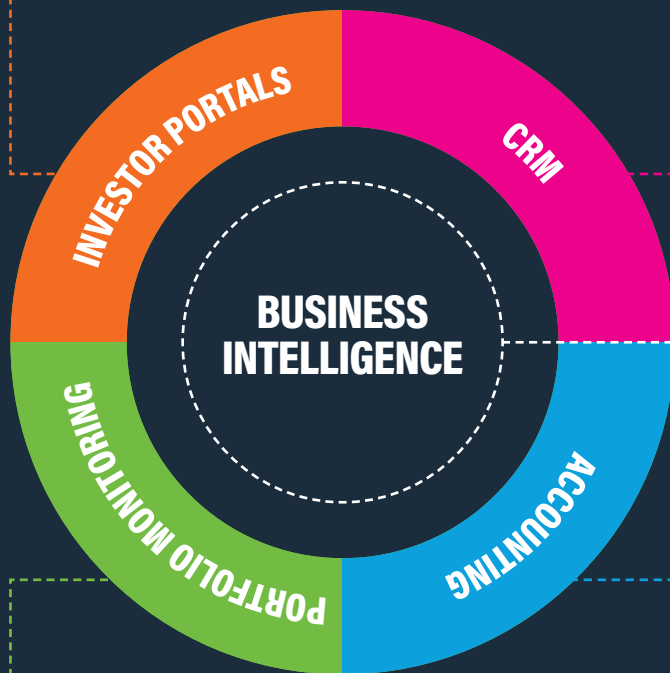 INVESTOR PORTALS
CRM
BUSINESS
INTELLIGENCE
PORTFOLIO MONITORING
ACCOUNTING